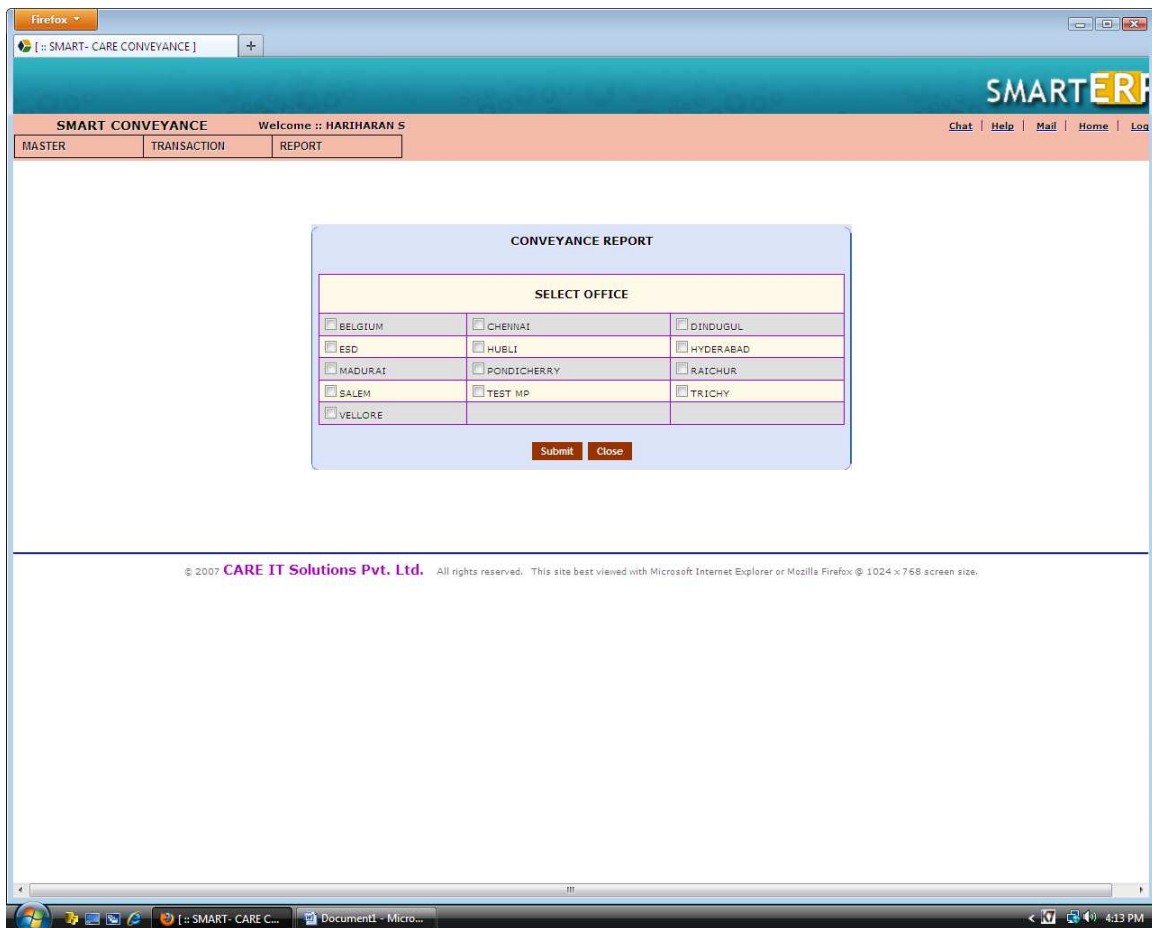 Firefox
[ :: SMART- CARE CONVEYANCE ] +
SMARTER
SMART CONVEYANCE Welcome :: HARIHARAN S Chat | Help | Mail | Home | Log
MASTER TRANSACTION REPORT
CONVEYANCE REPORT
SELECT OFFICE
BELGIUM CHENNAI DINDUGUL
ESD HUBLI HYDERABAD
MADURAI PONDICHERRY RAICHUR
SALEM TEST MP TRICHY
VELLORE
Submit Close
© 2007 CARE IT Solutions Pvt. Ltd. All rights reserved. This site best viewed with Microsoft Internet Explorer or Mozilla Firefox @ 1024 x 768 screen size.
[ :: SMART- CARE C... Document1 - Micro... 4:13 PM